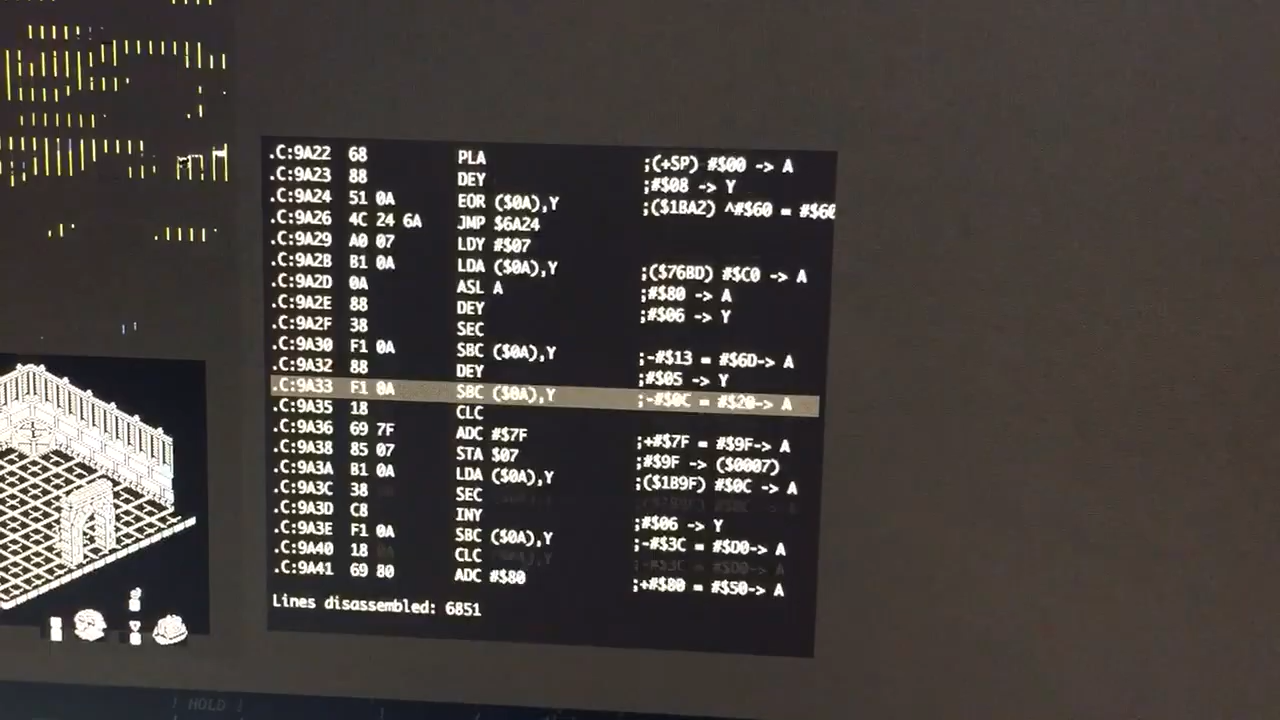 .C:9A22 68 PLA ;(+SP) #$00 -> A
.C:9A23 88 DEY ;#$08 -> Y
.C:9A24 51 0A EOR ($0A),Y ;($1BA2) ^#$60 = #$60
.C:9A26 4C 24 6A JMP $6A24
.C:9A29 A0 07 LDY #$07
.C:9A2B B1 0A LDA ($0A),Y ;($76BD) #$C0 -> A
.C:9A2D 0A ASL A ;#$80 -> A
.C:9A2E 88 DEY ;#$06 -> Y
.C:9A2F 38 SEC
.C:9A30 F1 0A SBC ($0A),Y ;-#$13 = #$6D-> A
.C:9A32 88 DEY ;#$05 -> Y
.C:9A33 F1 0A SBC ($0A),Y ;-#$0C = #$20-> A
.C:9A35 18 CLC
.C:9A36 69 7F ADC #$7F ;+#$7F = #$9F-> A
.C:9A38 85 07 STA $07 ;#$9F -> ($0007)
.C:9A3A B1 0A LDA ($0A),Y ;($1B9F) #$0C -> A
.C:9A3C 38 SEC
.C:9A3D C8 INY ;#$06 -> Y
.C:9A3E F1 0A SBC ($0A),Y ;-#$3C = #$D0-> A
.C:9A40 18 CLC
.C:9A41 69 80 ADC #$80 ;+#$80 = #$50-> A
Lines disassembled: 6851
[ HOLD ]